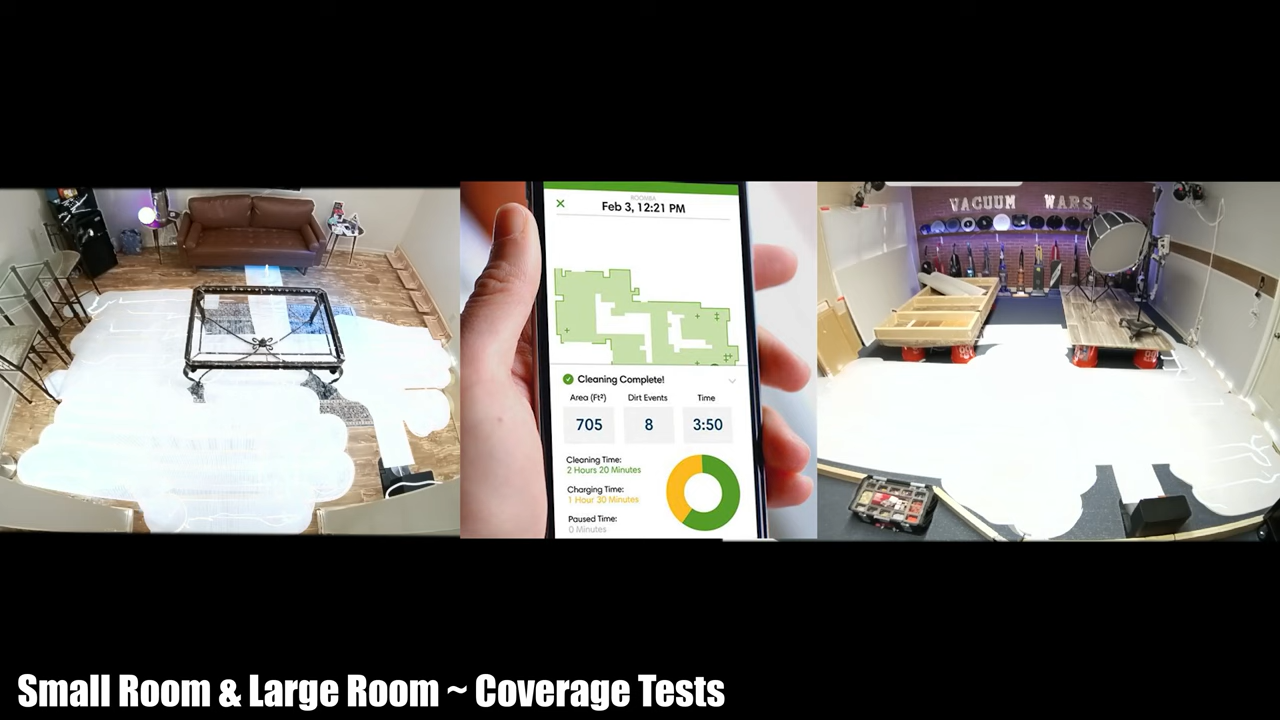 VACUUM WARS
ROOMBA
Feb 3, 12:21 PM
Cleaning Complete!
Area (Ft²) Dirt Events Time
705 8 3:50
Cleaning Time:
2 Hours 20 Minutes
Charging Time:
1 Hour 30 Minutes
Paused Time:
0 Minutes
Small Room & Large Room ~ Coverage Tests